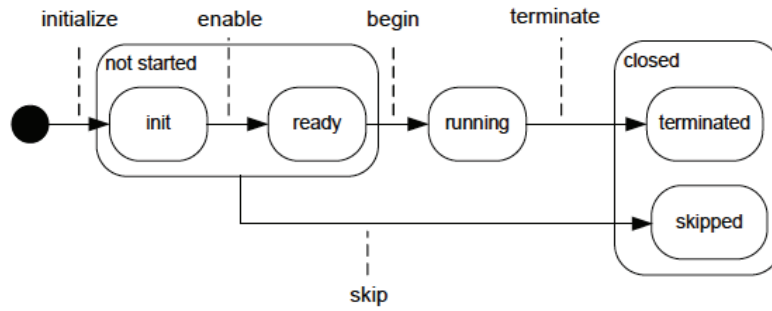 initialize
enable
begin
terminate
not started
closed
init
ready
running
terminated
skipped
skip